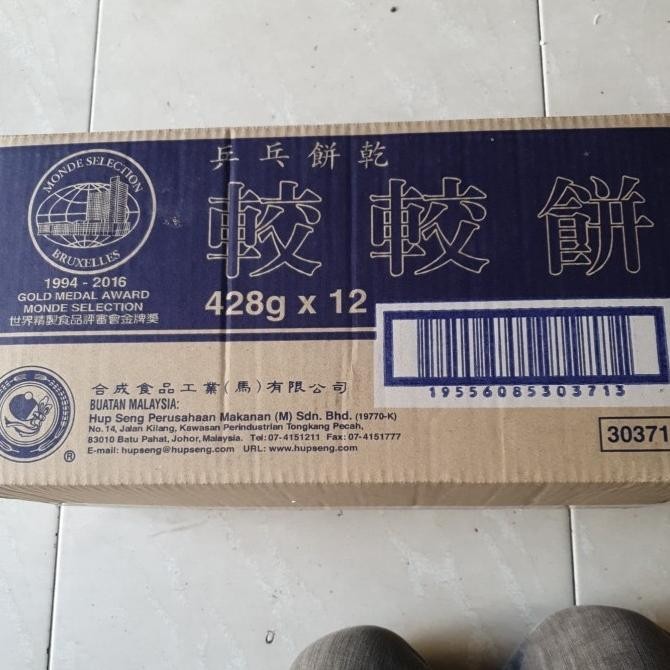 MONDE SELECTION
BRUXELLES
1994 - 2016
GOLD MEDAL AWARD
MONDE SELECTION
世界精製食品評審會金牌獎
乒乓餅乾
較較餅
428g x 12
19556085303713
合成食品工業(馬)有限公司
BUATAN MALAYSIA:
Hup Seng Perusahaan Makanan (M) Sdn. Bhd. (19770-K)
No. 14, Jalan Kilang, Kawasan Perindustrian Tongkang Pecah,
83010 Batu Pahat, Johor, Malaysia. Tel: 07-4151211 Fax: 07-4151777
E-mail: hupseng@hupseng.com URL: www.hupseng.com
®
30371